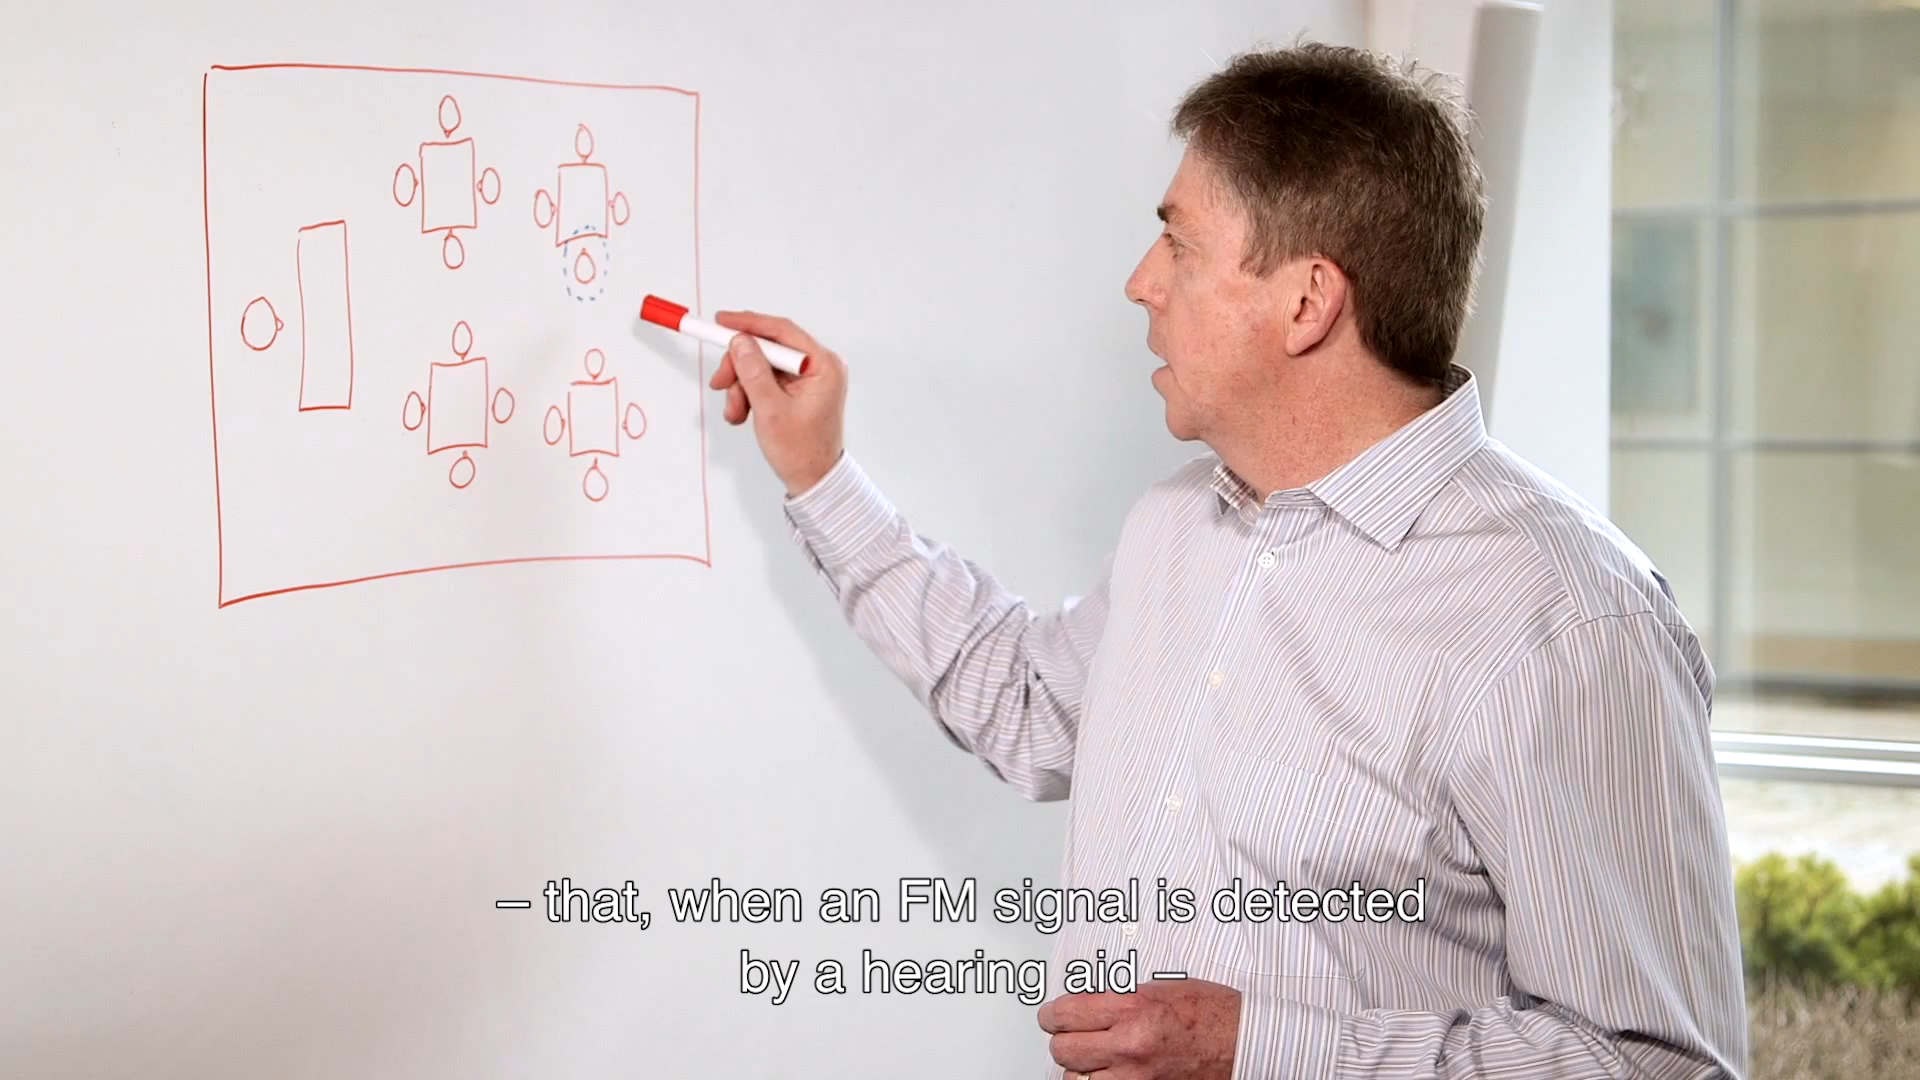 – that, when an FM signal is detected
by a hearing aid –